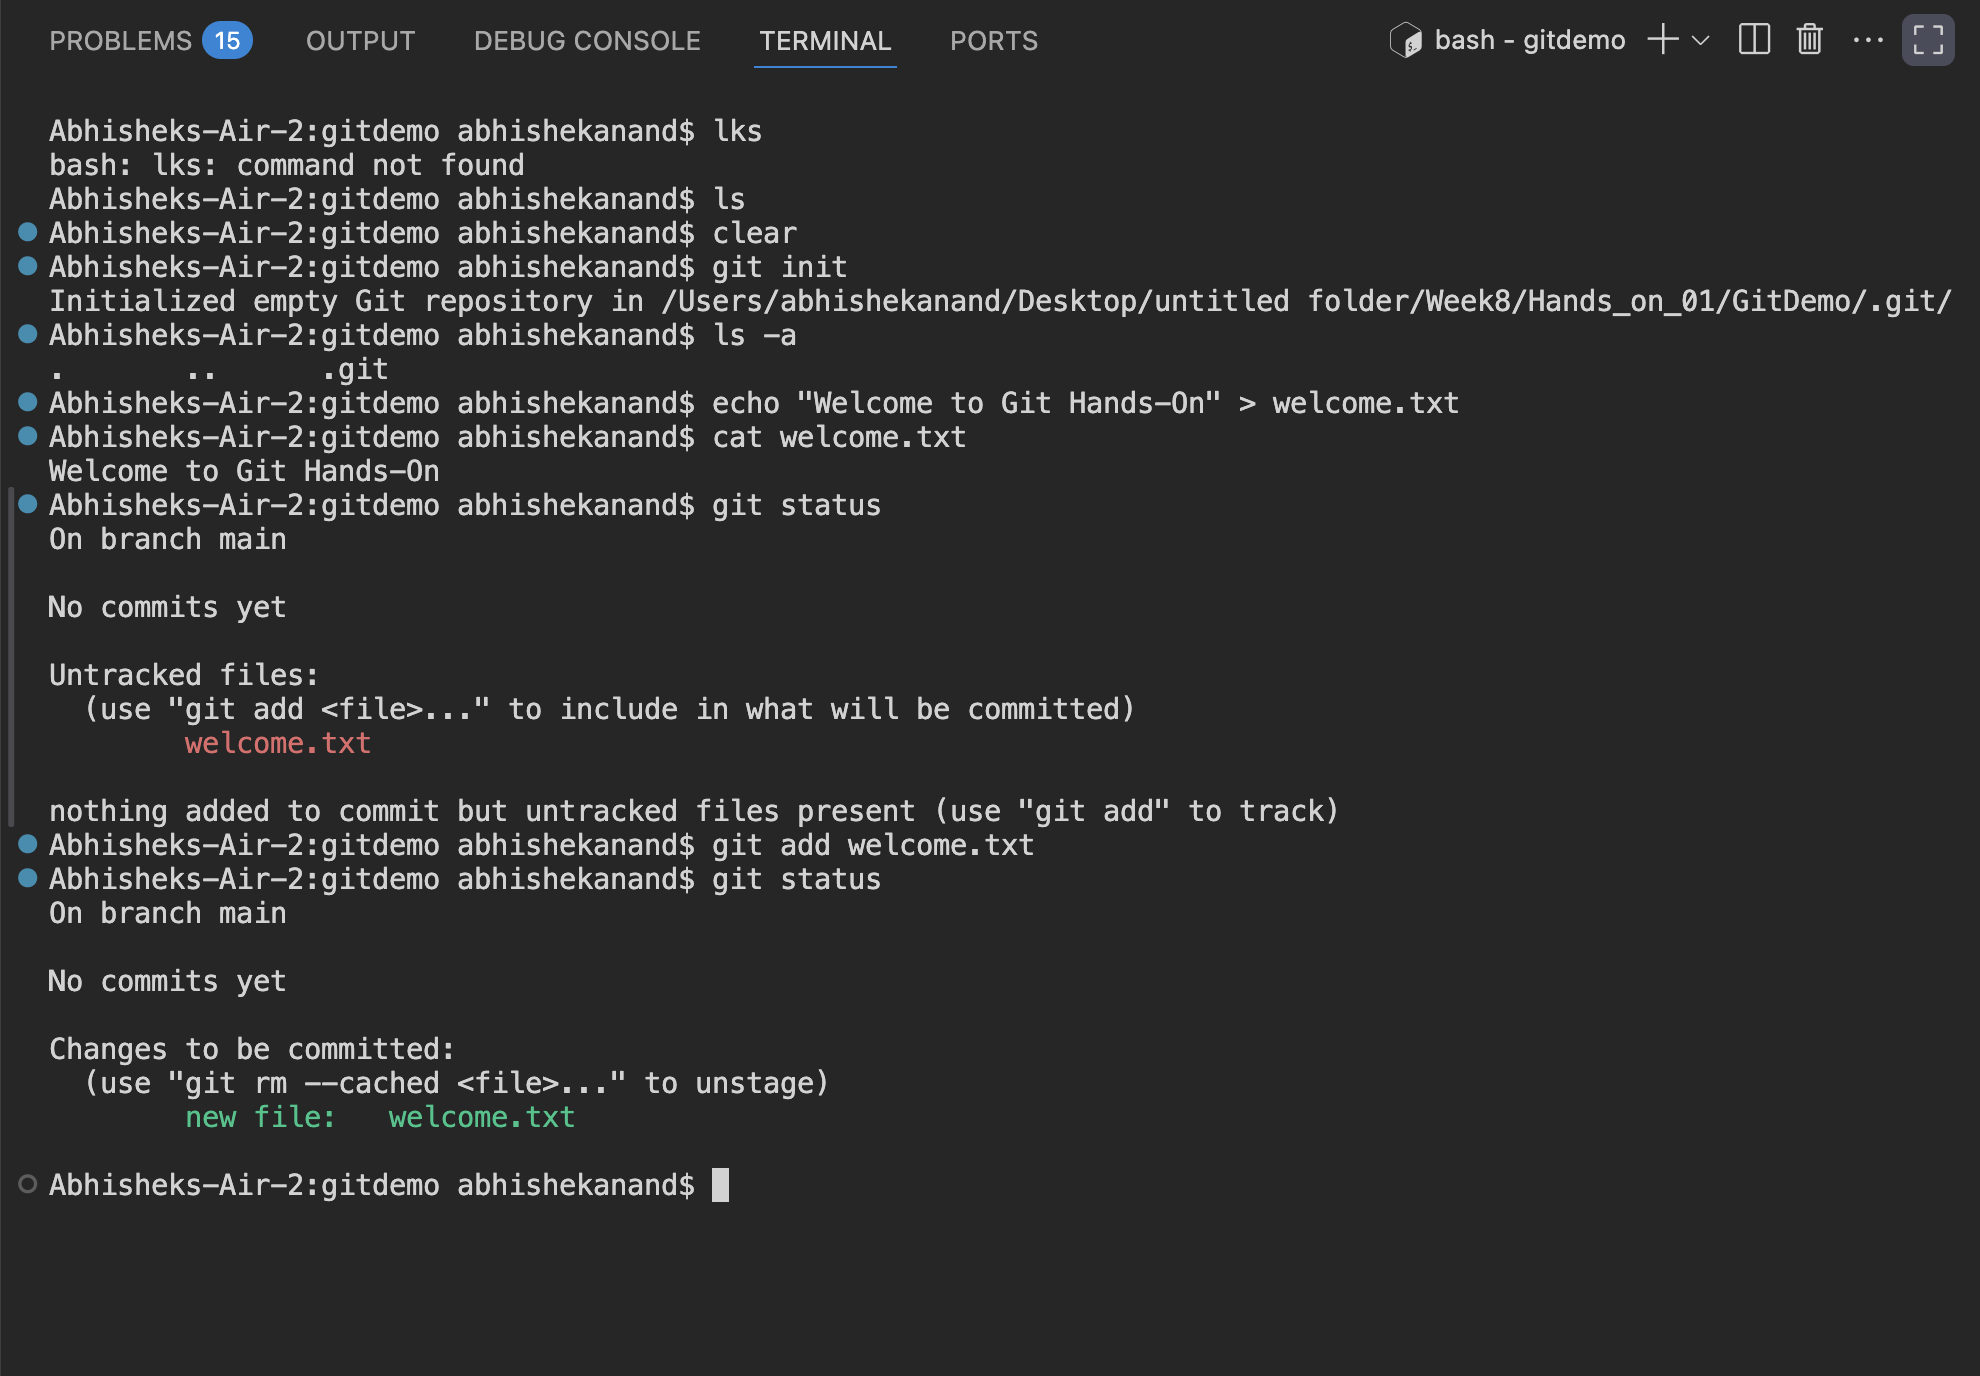 PROBLEMS 15 OUTPUT DEBUG CONSOLE TERMINAL PORTS bash - gitdemo
Abhisheks-Air-2:gitdemo abhishekanand$ lks
bash: lks: command not found
Abhisheks-Air-2:gitdemo abhishekanand$ ls
Abhisheks-Air-2:gitdemo abhishekanand$ clear
Abhisheks-Air-2:gitdemo abhishekanand$ git init
Initialized empty Git repository in /Users/abhishekanand/Desktop/untitled folder/Week8/Hands_on_01/GitDemo/.git/
Abhisheks-Air-2:gitdemo abhishekanand$ ls -a
.       ..      .git
Abhisheks-Air-2:gitdemo abhishekanand$ echo "Welcome to Git Hands-On" > welcome.txt
Abhisheks-Air-2:gitdemo abhishekanand$ cat welcome.txt
Welcome to Git Hands-On
Abhisheks-Air-2:gitdemo abhishekanand$ git status
On branch main
No commits yet
Untracked files:
  (use "git add <file>..." to include in what will be committed)
        welcome.txt
nothing added to commit but untracked files present (use "git add" to track)
Abhisheks-Air-2:gitdemo abhishekanand$ git add welcome.txt
Abhisheks-Air-2:gitdemo abhishekanand$ git status
On branch main
No commits yet
Changes to be committed:
  (use "git rm --cached <file>..." to unstage)
        new file:   welcome.txt
Abhisheks-Air-2:gitdemo abhishekanand$